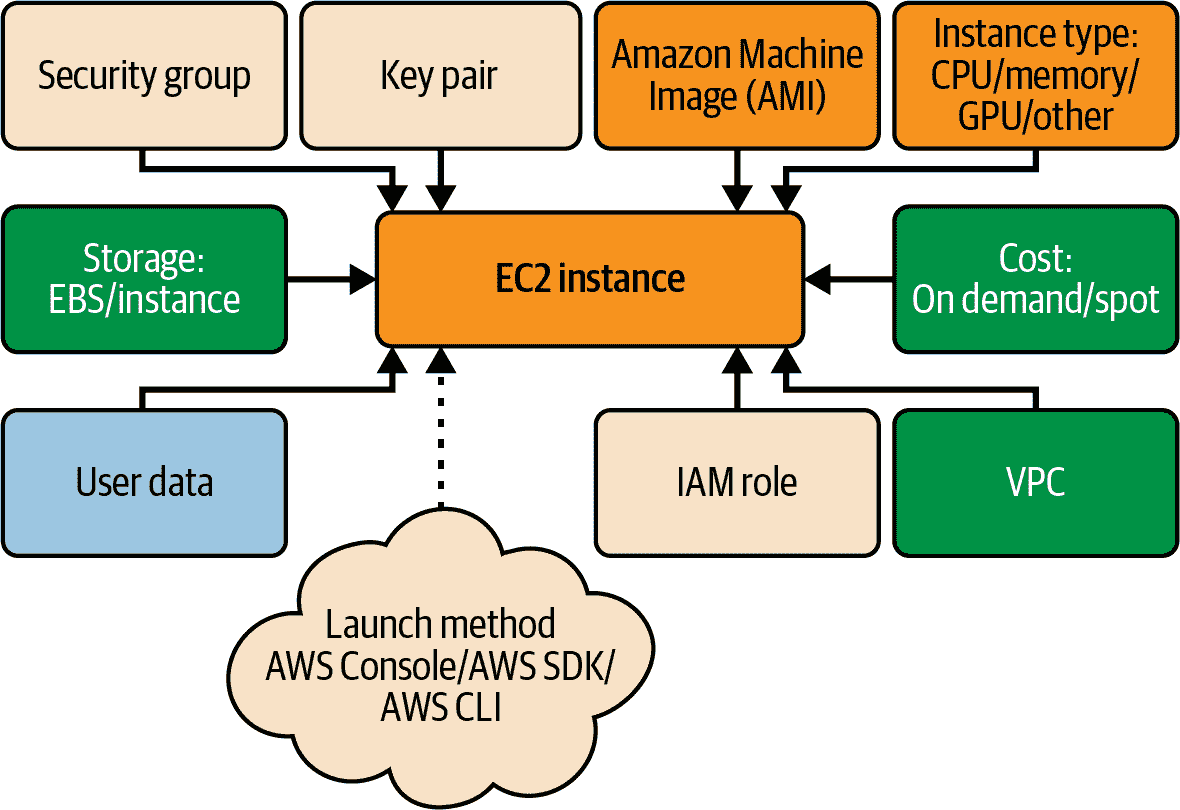 Security group
Key pair
Amazon Machine
Image (AMI)
Instance type:
CPU/memory/
GPU/other
Storage:
EBS/instance
EC2 instance
Cost:
On demand/spot
User data
IAM role
VPC
Launch method
AWS Console/AWS SDK/
AWS CLI